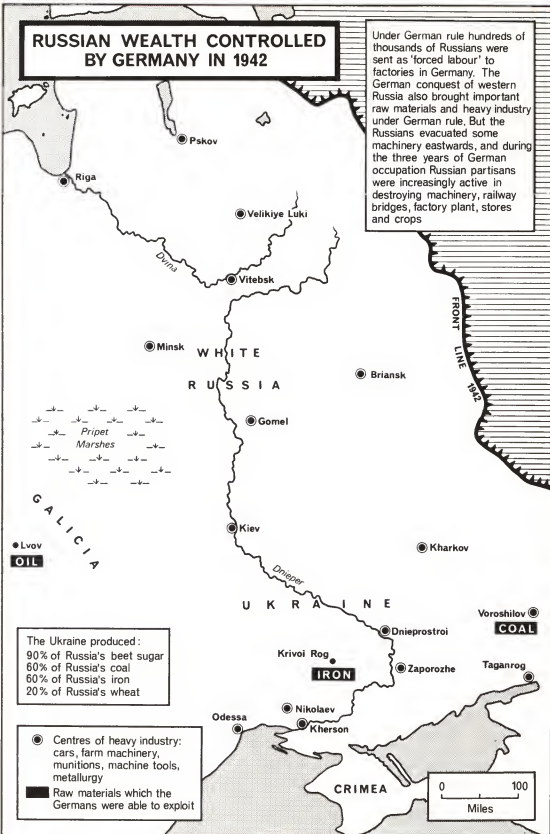 RUSSIAN WEALTH CONTROLLED
BY GERMANY IN 1942
Under German rule hundreds of
thousands of Russians were
sent as 'forced labour' to
factories in Germany. The
German conquest of western
Russia also brought important
raw materials and heavy industry
under German rule. But the
Russians evacuated some
machinery eastwards, and during
the three years of German
occupation Russian partisans
were increasingly active in
destroying machinery, railway
bridges, factory plant, stores
and crops
Pskov
Riga
Velikiye Luki
Dvina
Vitebsk
FRONT LINE 1942
Minsk
WHITE
RUSSIA
Briansk
Gomel
Pripet
Marshes
GALICIA
Kiev
Lvov
OIL
Kharkov
Dnieper
UKRAINE
Voroshilov
COAL
Dnieprostroi
The Ukraine produced:
90% of Russia's beet sugar
60% of Russia's coal
60% of Russia's iron
20% of Russia's wheat
Krivoi Rog
IRON
Zaporozhe
Taganrog
Nikolaev
Odessa
Kherson
Centres of heavy industry:
cars, farm machinery,
munitions, machine tools,
metallurgy
Raw materials which the
Germans were able to exploit
CRIMEA
0 100
Miles